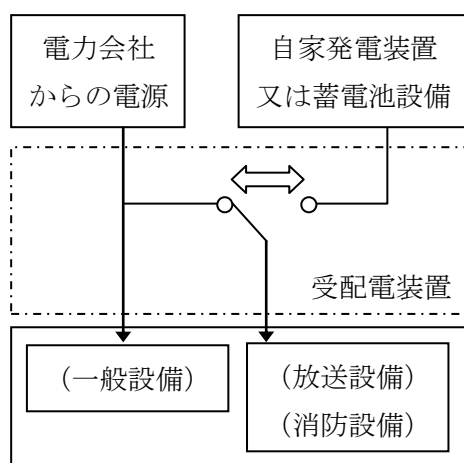 電力会社
からの電源
自家発電装置
又は蓄電池設備
受配電装置
（一般設備）
（放送設備）
（消防設備）